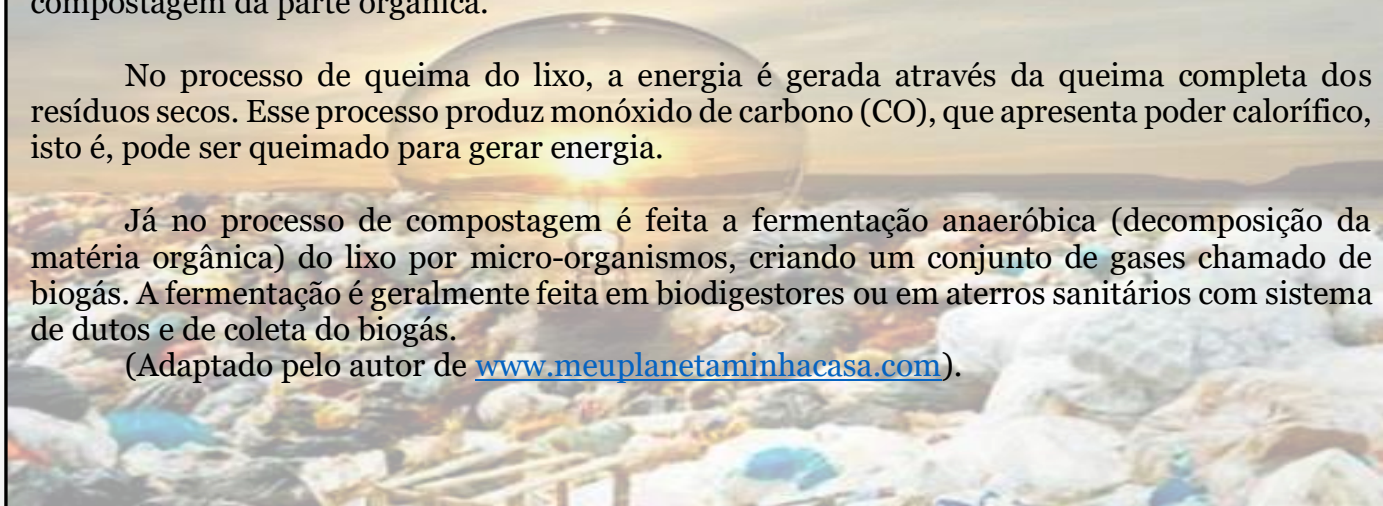 compostagem da parte orgânica.
No processo de queima do lixo, a energia é gerada através da queima completa dos
resíduos secos. Esse processo produz monóxido de carbono (CO), que apresenta poder calorífico,
isto é, pode ser queimado para gerar energia.
Já no processo de compostagem é feita a fermentação anaeróbica (decomposição da
matéria orgânica) do lixo por micro-organismos, criando um conjunto de gases chamado de
biogás. A fermentação é geralmente feita em biodigestores ou em aterros sanitários com sistema
de dutos e de coleta do biogás.
(Adaptado pelo autor de www.meuplanetaminhacasa.com).